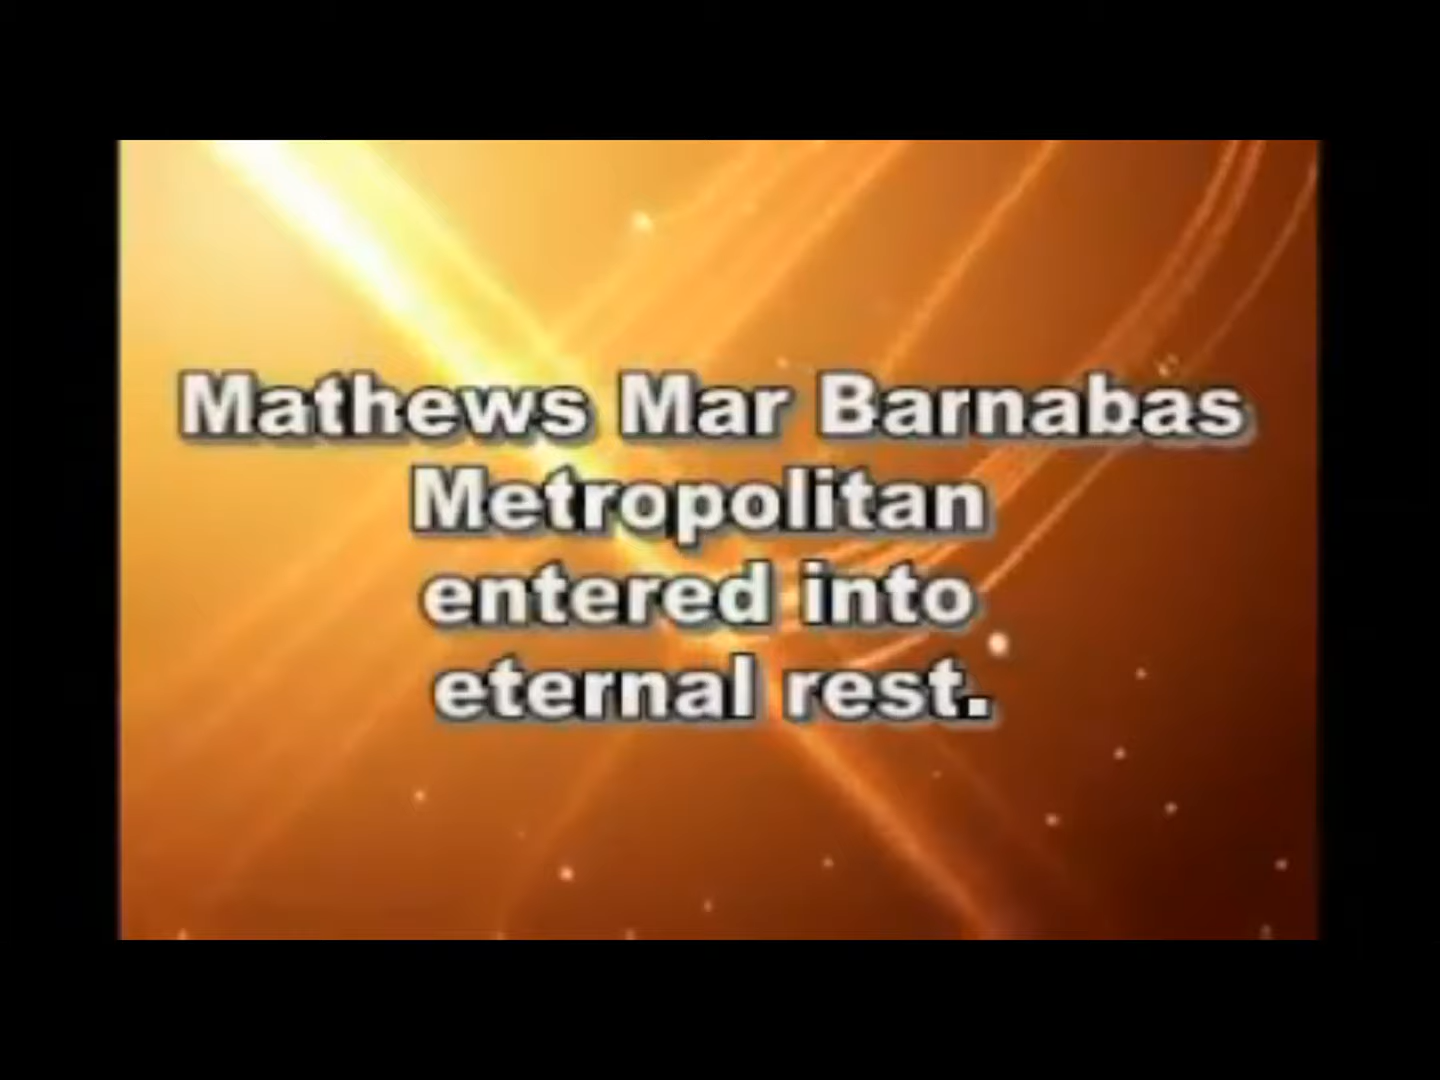 Mathews Mar Barnabas
Metropolitan
entered into
eternal rest.